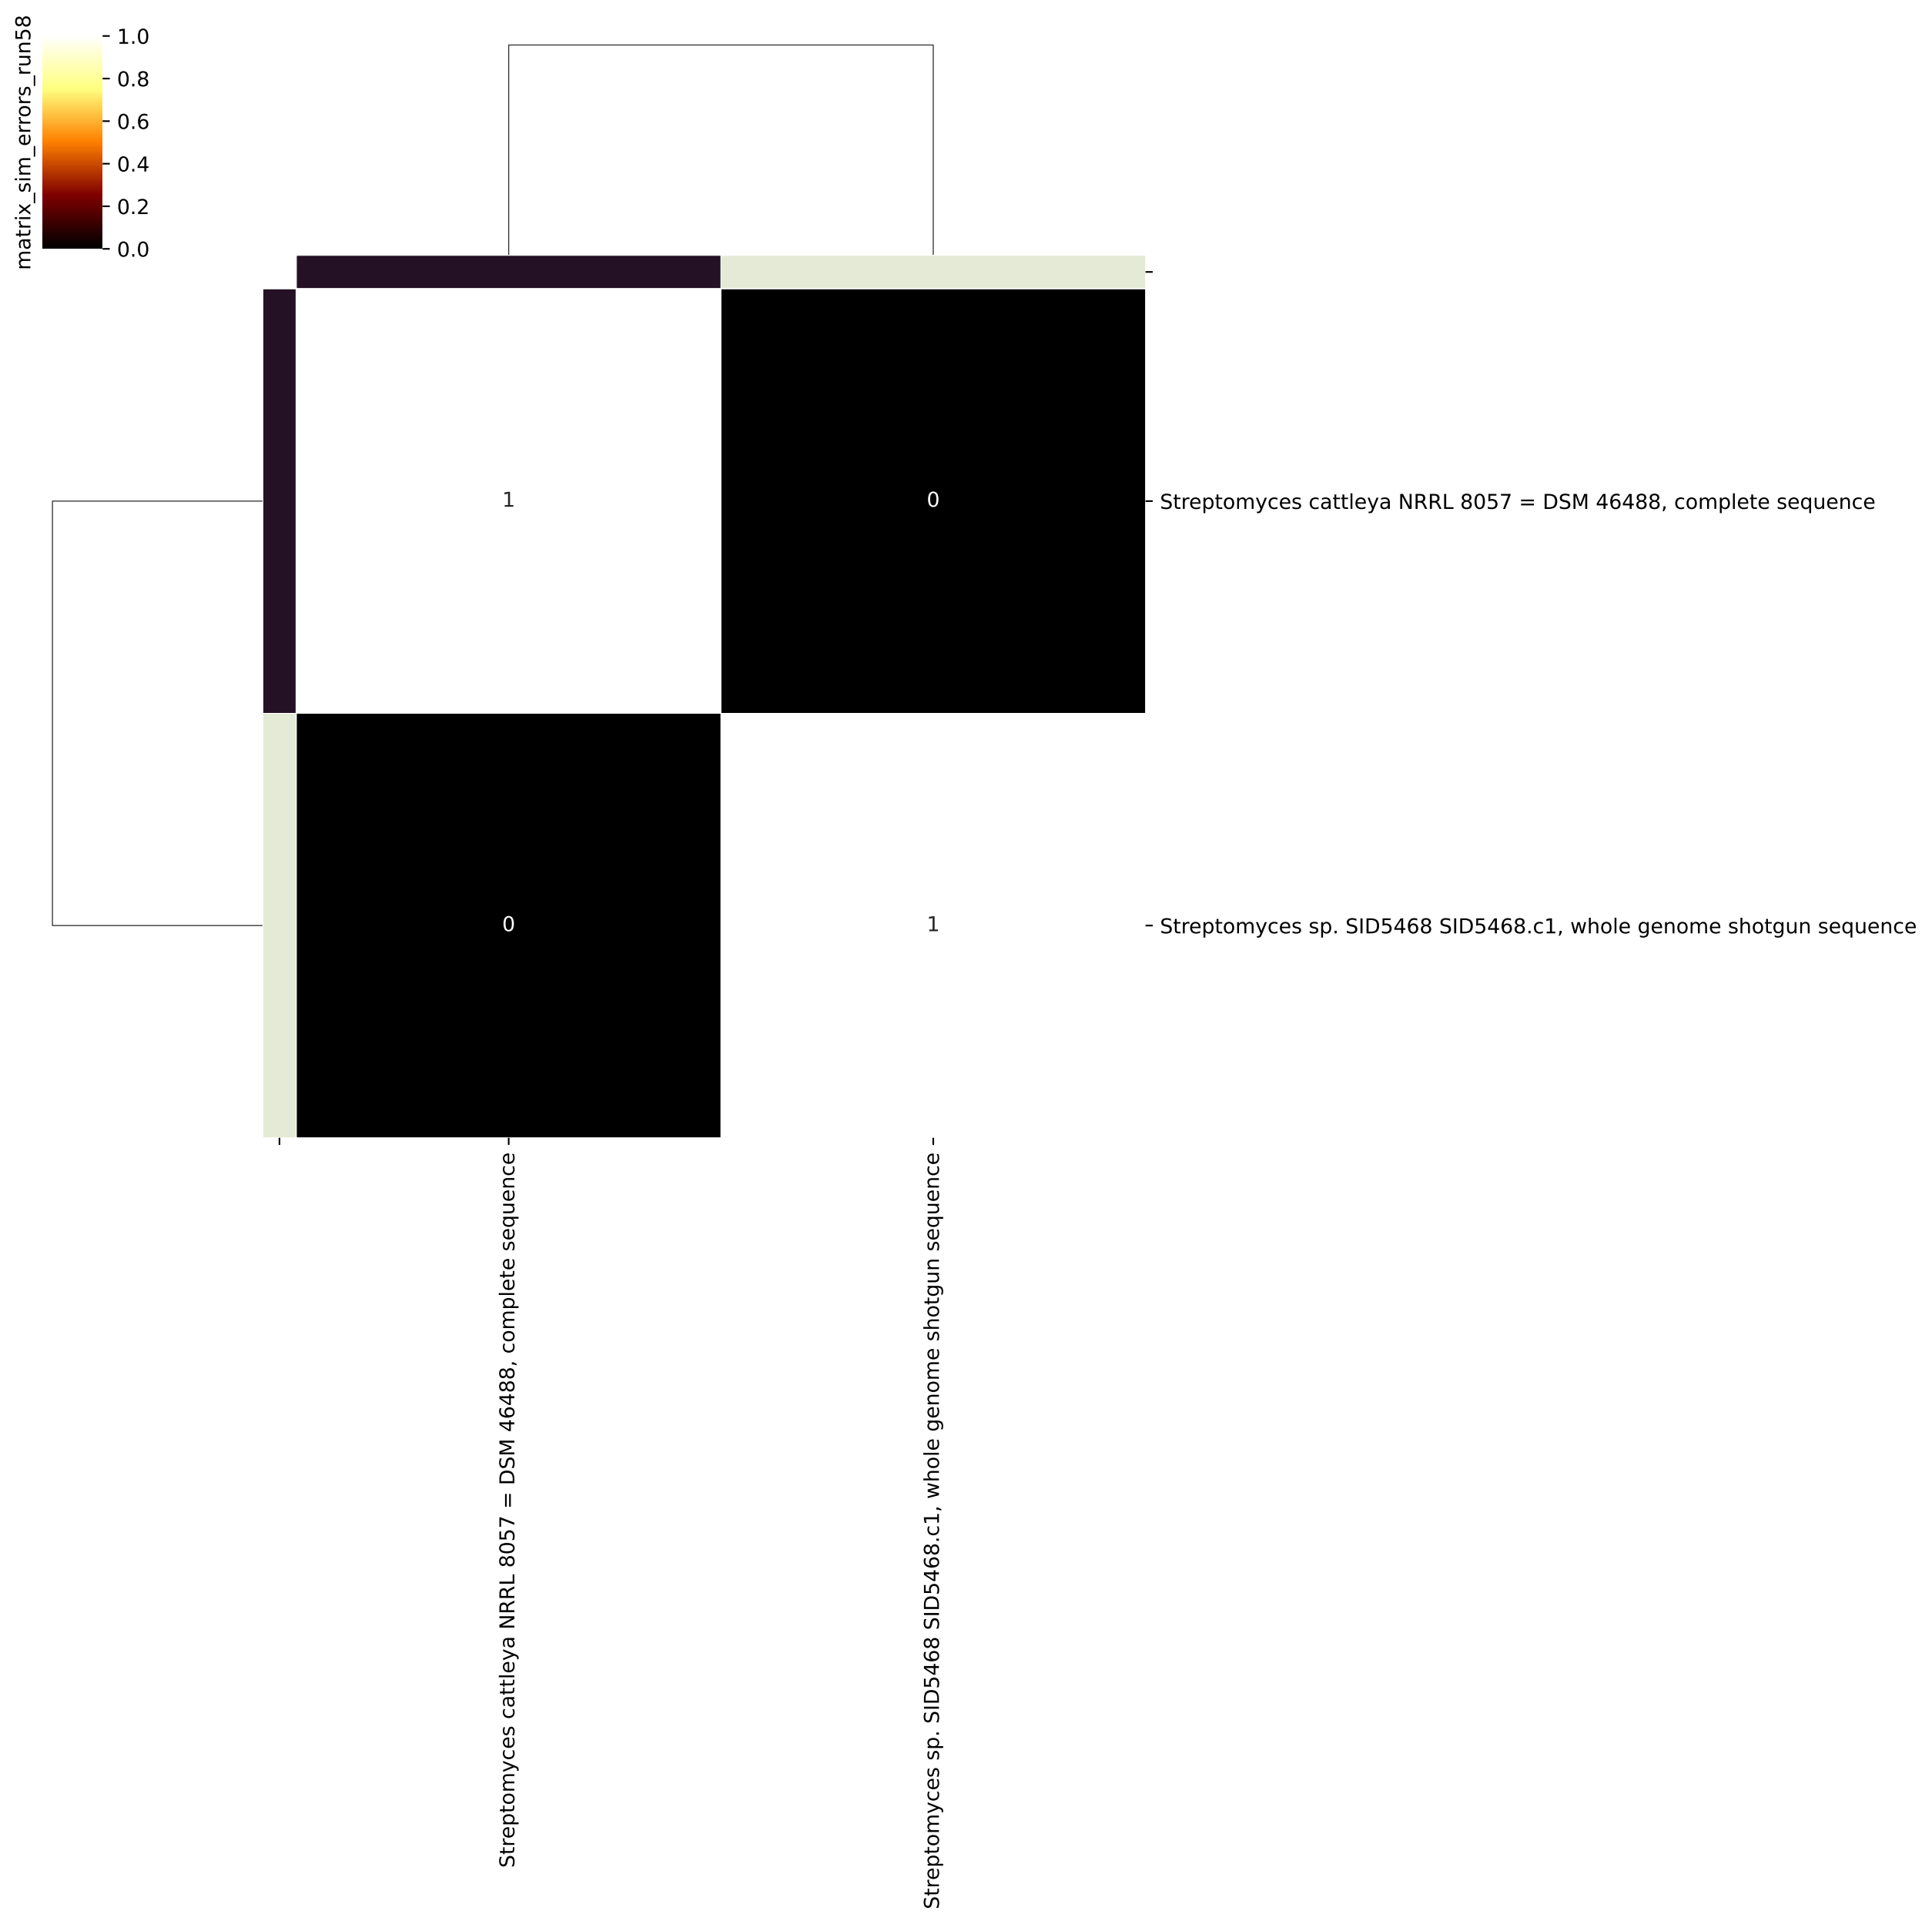 matrix_sim_errors_run58
1.0
0.8
0.6
0.4
0.2
0.0
1
0
Streptomyces cattleya NRRL 8057 = DSM 46488, complete sequence
0
1
Streptomyces sp. SID5468 SID5468.c1, whole genome shotgun sequence
Streptomyces cattleya NRRL 8057 = DSM 46488, complete sequence
Streptomyces sp. SID5468 SID5468.c1, whole genome shotgun sequence